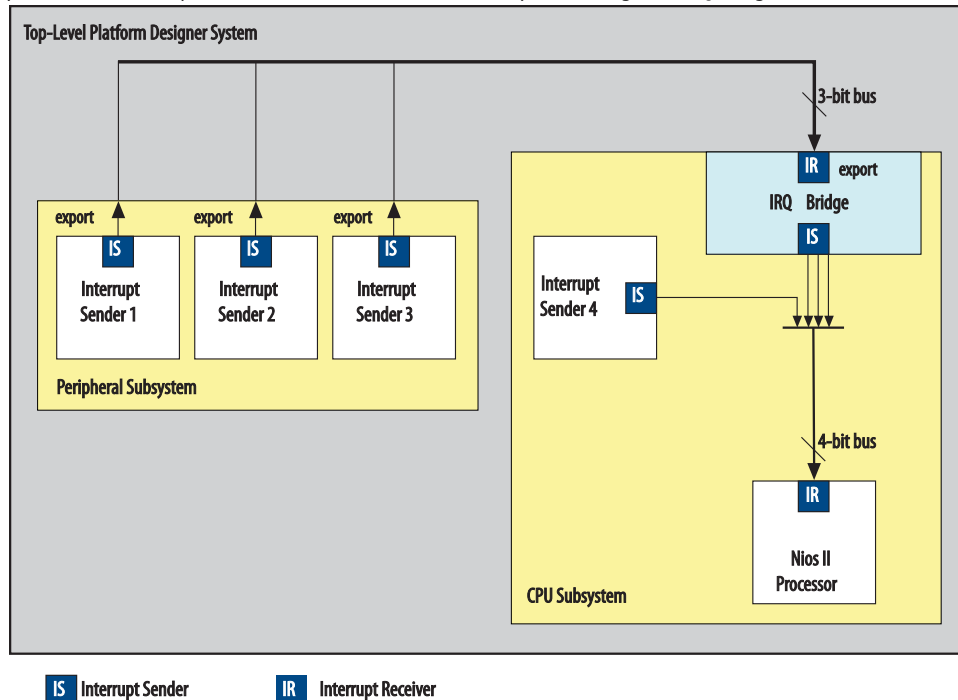 Top-Level Platform Designer System
3-bit bus
IR export
IRQ Bridge
IS
export export export
IS IS IS
Interrupt Sender 1
Interrupt Sender 2
Interrupt Sender 3
Peripheral Subsystem
Interrupt Sender 4
IS
4-bit bus
IR
Nios II
Processor
CPU Subsystem
IS Interrupt Sender
IR Interrupt Receiver